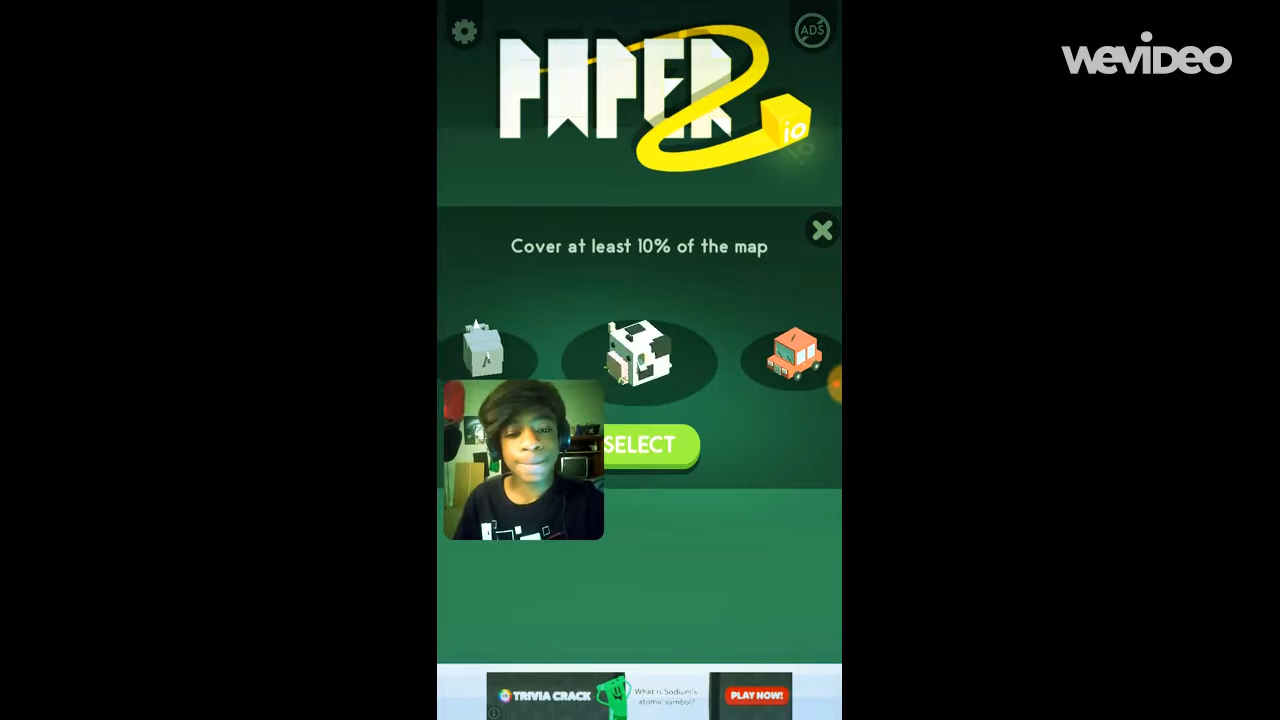 ADS
wevideo
PAPER 2
io
Cover at least 10% of the map
SELECT
TRIVIA CRACK
What is Sodium's
atomic symbol?
PLAY NOW!